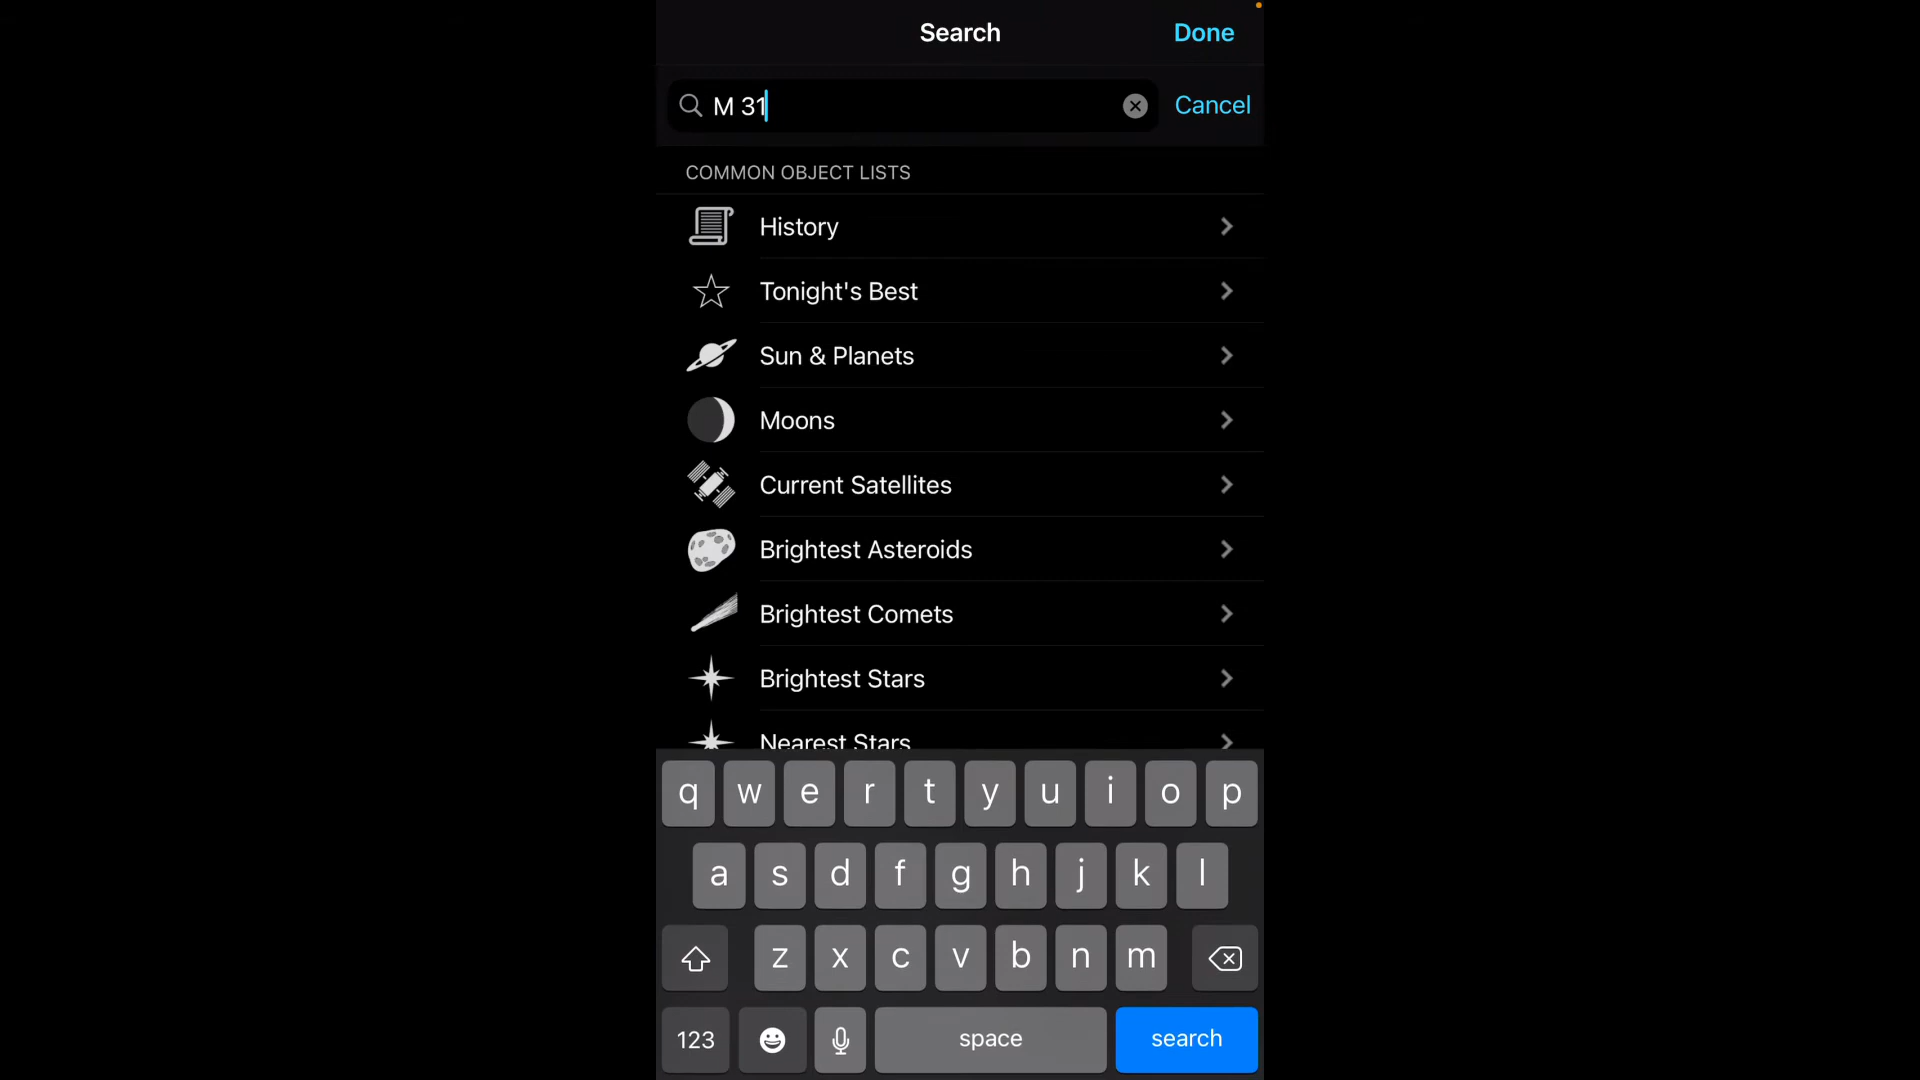 Search
Done
M 31
Cancel
COMMON OBJECT LISTS
History
Tonight's Best
Sun & Planets
Moons
Current Satellites
Brightest Asteroids
Brightest Comets
Brightest Stars
Nearest Stars
q w e r t y u i o p
a s d f g h j k l
z x c v b n m
123 space search